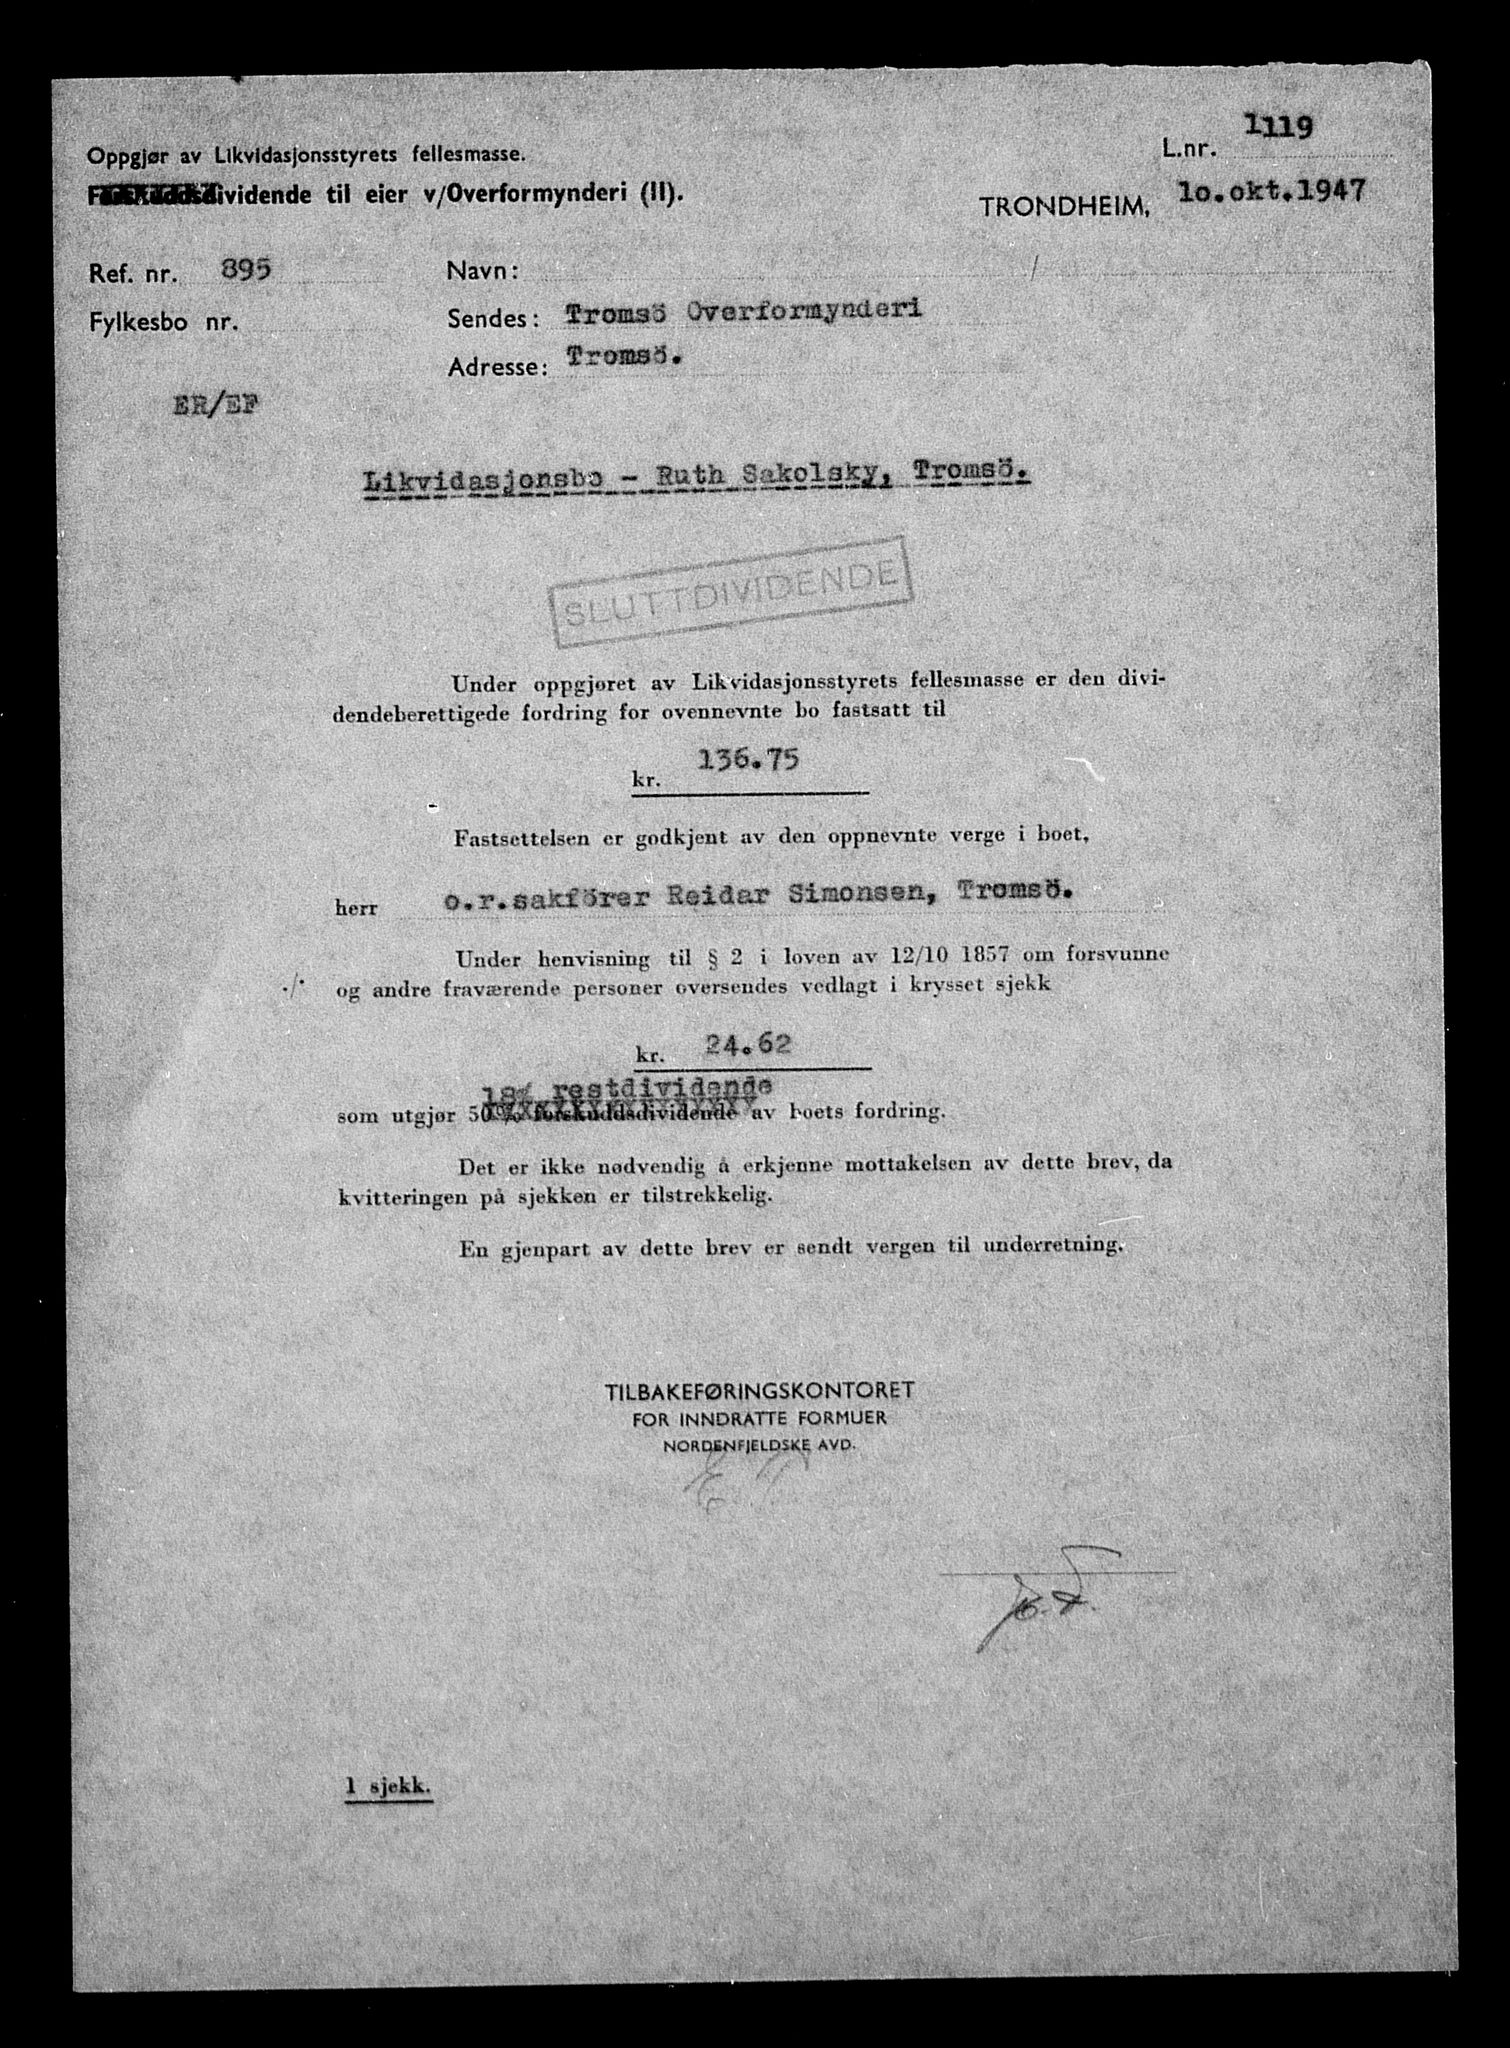 1119
Oppgjør av Likvidasjonsstyrets fellesmasse.
L.nr.
Forskuddsdividende til eier v/Overformynderi (II).
TRONDHEIM, 1o.okt.1947
Ref. nr. 895
Navn: /
Fylkesbo nr.
Sendes: Tromsö Overformynderi
Adresse: Tromsö.
ER/EF
Likvidasjonsbo - Ruth Sakolsky, Tromsö.
SLUTTDIVIDENDE
Under oppgjøret av Likvidasjonsstyrets fellesmasse er den divi-
dendeberettigede fordring for ovennevnte bo fastsatt til
kr. 136.75
Fastsettelsen er godkjent av den oppnevnte verge i boet,
herr o.r.sakförer Reidar Simonsen, Tromsö.
Under henvisning til § 2 i loven av 12/10 1857 om forsvunne
./. og andre fraværende personer oversendes vedlagt i krysset sjekk
kr. 24.62
18% restdividende
som utgjør 50 % forskuddsdividende av boets fordring.
Det er ikke nødvendig å erkjenne mottakelsen av dette brev, da
kvitteringen på sjekken er tilstrekkelig.
En gjenpart av dette brev er sendt vergen til underretning.
TILBAKEFØRINGSKONTORET
FOR INNDRATTE FORMUER
NORDENFJELDSKE AVD.
1 sjekk.